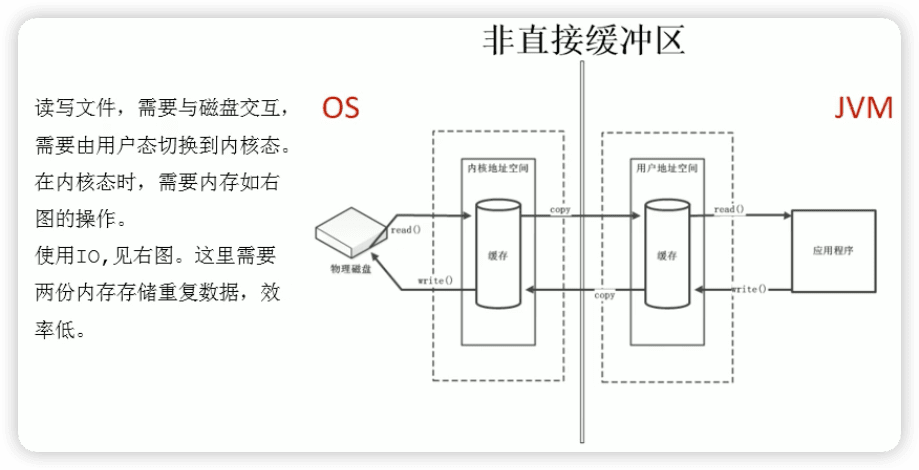 非直接缓冲区
读写文件，需要与磁盘交互，
需要由用户态切换到内核态。
在内核态时，需要内存如右
图的操作。
使用IO,见右图。这里需要
两份内存存储重复数据，效
率低。
OS
JVM
内核地址空间
用户地址空间
copy
read()
read()
缓存
缓存
应用程序
物理磁盘
write()
copy
write()